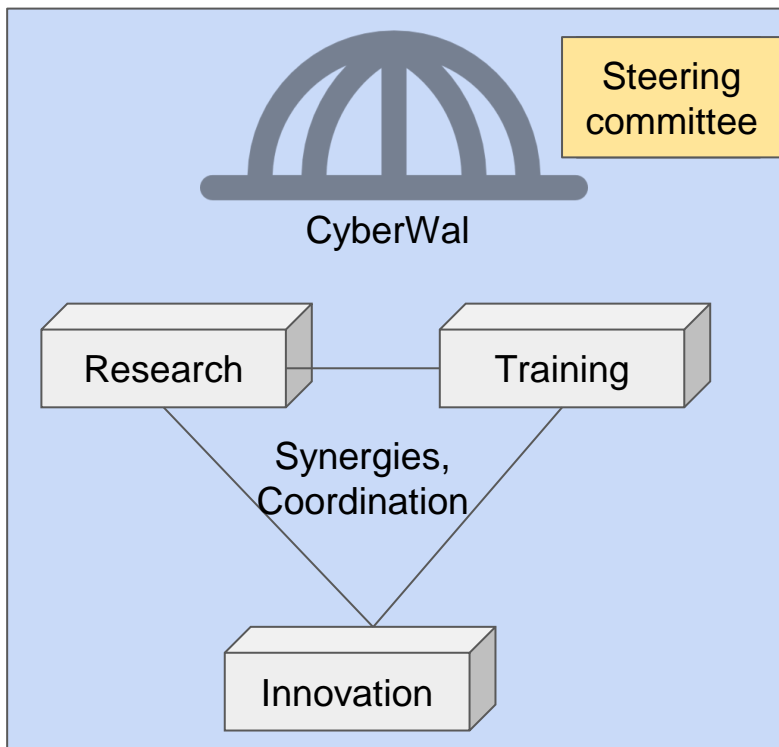 Steering
committee
CyberWal
Research
Training
Synergies,
Coordination
Innovation